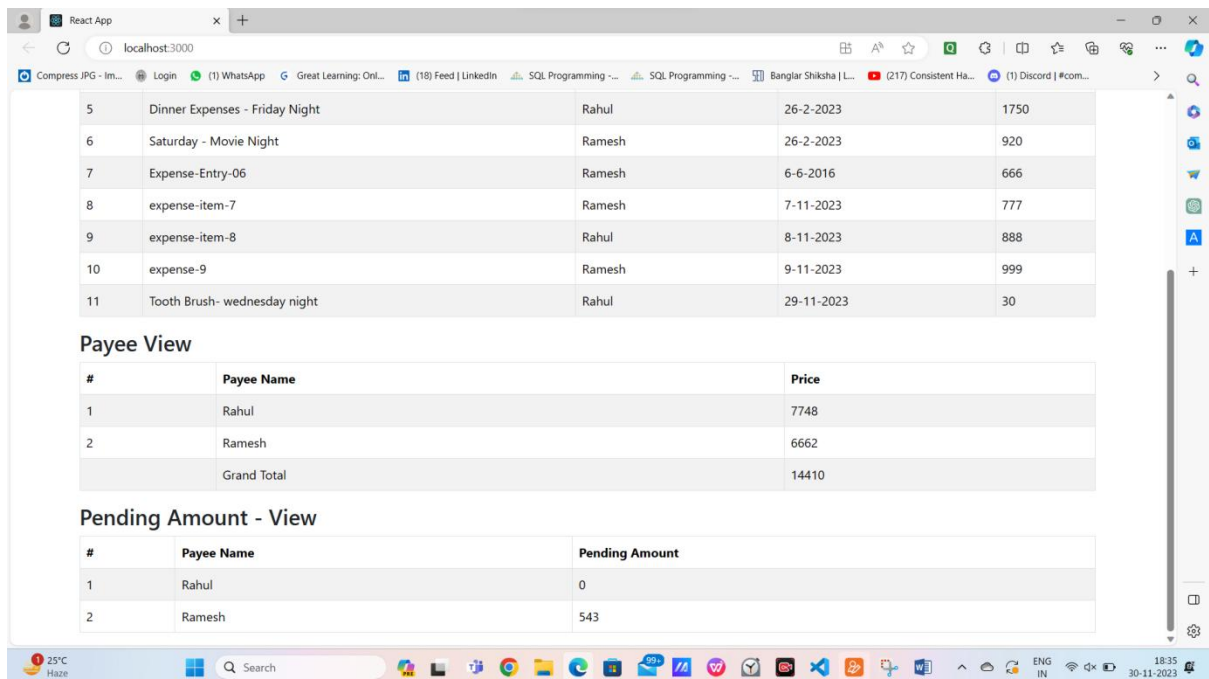 React App
localhost:3000
Compress JPG - Im... Login (1) WhatsApp Great Learning: Onl... (18) Feed | LinkedIn SQL Programming -... SQL Programming -... Banglar Shiksha | L... (217) Consistent Ha... (1) Discord | #com...
5 Dinner Expenses - Friday Night Rahul 26-2-2023 1750
6 Saturday - Movie Night Ramesh 26-2-2023 920
7 Expense-Entry-06 Ramesh 6-6-2016 666
8 expense-item-7 Ramesh 7-11-2023 777
9 expense-item-8 Rahul 8-11-2023 888
10 expense-9 Ramesh 9-11-2023 999
11 Tooth Brush- wednesday night Rahul 29-11-2023 30
Payee View
# Payee Name Price
1 Rahul 7748
2 Ramesh 6662
Grand Total 14410
Pending Amount - View
# Payee Name Pending Amount
1 Rahul 0
2 Ramesh 543
1 25°C Search 99+ ENG 18:35
Haze IN 30-11-2023